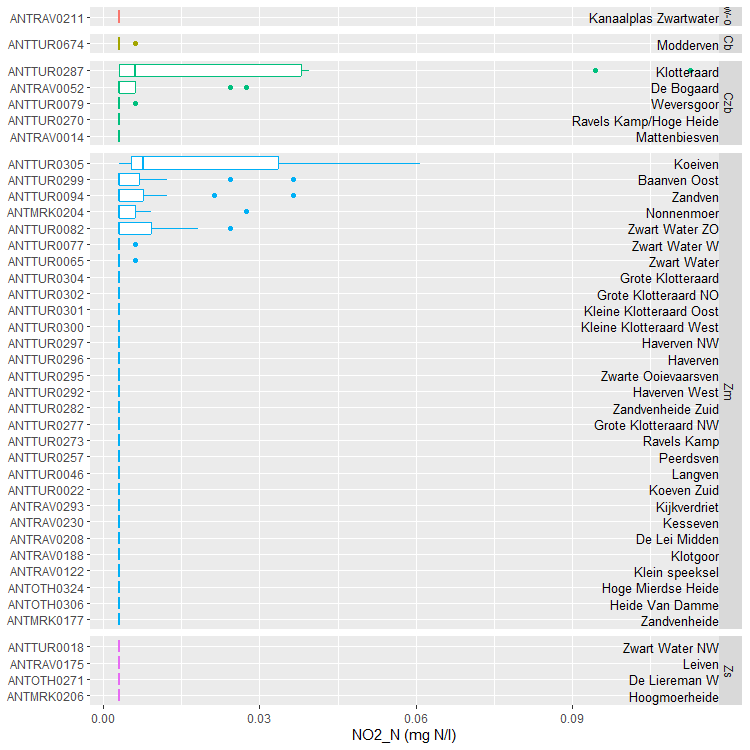 ANTRAV0211 Kanaalplas Zwartwater
ANTTUR0674 Modderven Cb
ANTTUR0287 Klotteraard
ANTRAV0052 De Bogaard
ANTTUR0079 Weversgoor Czb
ANTTUR0270 Ravels Kamp/Hoge Heide
ANTRAV0014 Mattenbiesven
ANTTUR0305 Koeiven
ANTTUR0299 Baanven Oost
ANTTUR0094 Zandven
ANTMRK0204 Nonnenmoer
ANTTUR0082 Zwart Water ZO
ANTTUR0077 Zwart Water W
ANTTUR0065 Zwart Water
ANTTUR0304 Grote Klotteraard
ANTTUR0302 Grote Klotteraard NO
ANTTUR0301 Kleine Klotteraard Oost
ANTTUR0300 Kleine Klotteraard West
ANTTUR0297 Haverven NW
ANTTUR0296 Haverven
ANTTUR0295 Zwarte Ooievaarsven
ANTTUR0292 Haverven West Zm
ANTTUR0282 Zandvenheide Zuid
ANTTUR0277 Grote Klotteraard NW
ANTTUR0273 Ravels Kamp
ANTTUR0257 Peerdsven
ANTTUR0046 Langven
ANTTUR0022 Koeven Zuid
ANTRAV0293 Kijkverdriet
ANTRAV0230 Kesseven
ANTRAV0208 De Lei Midden
ANTRAV0188 Klotgoor
ANTRAV0122 Klein speeksel
ANTOTH0324 Hoge Mierdse Heide
ANTOTH0306 Heide Van Damme
ANTMRK0177 Zandvenheide
ANTTUR0018 Zwart Water NW
ANTRAV0175 Leiven Zs
ANTOTH0271 De Liereman W
ANTMRK0206 Hoogmoerheide
0.00 0.03 0.06 0.09
NO2_N (mg N/l)